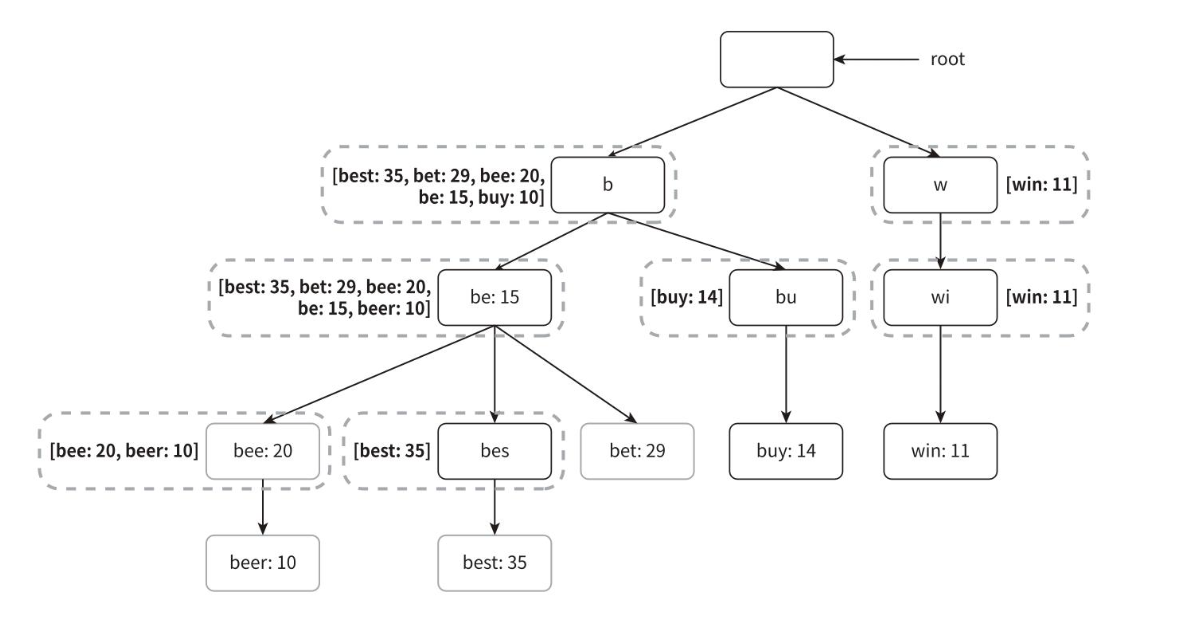 root
[best: 35, bet: 29, bee: 20,
be: 15, buy: 10]
b
w
[win: 11]
[best: 35, bet: 29, bee: 20,
be: 15, beer: 10]
be: 15
[buy: 14]
bu
wi
[win: 11]
[bee: 20, beer: 10]
bee: 20
[best: 35]
bes
bet: 29
buy: 14
win: 11
beer: 10
best: 35